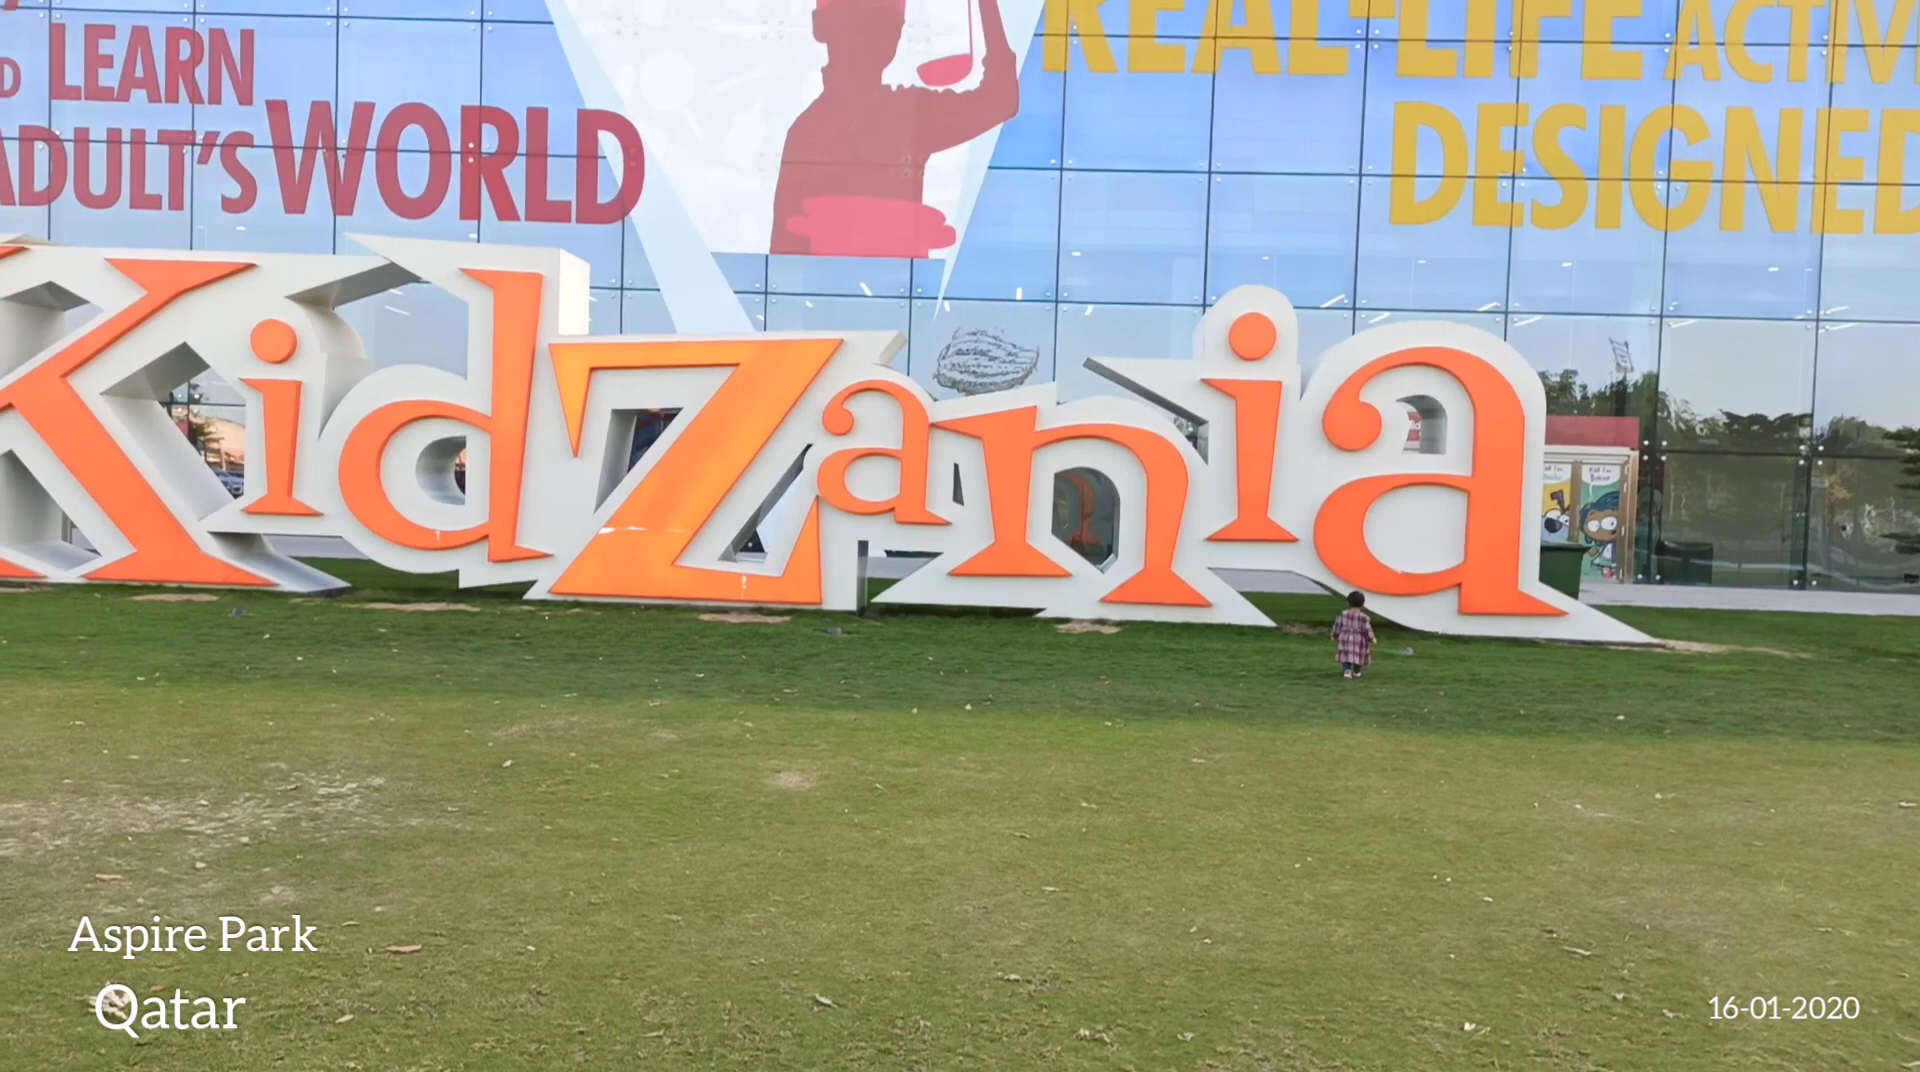 LEARN
ADULT'S WORLD
REAL-LIFE ACTIV
DESIGNED
KidZania
Aspire Park
Qatar
16-01-2020